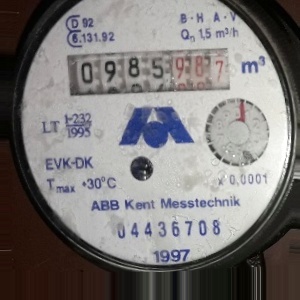 D 92
B - H A - V
6.131.92
Qn 1,5 m³/h
0985987 m³
LT 1-232
1995
EVK-DK
Tmax +30°C
x 0,0001
ABB Kent Messtechnik
04436708
1997